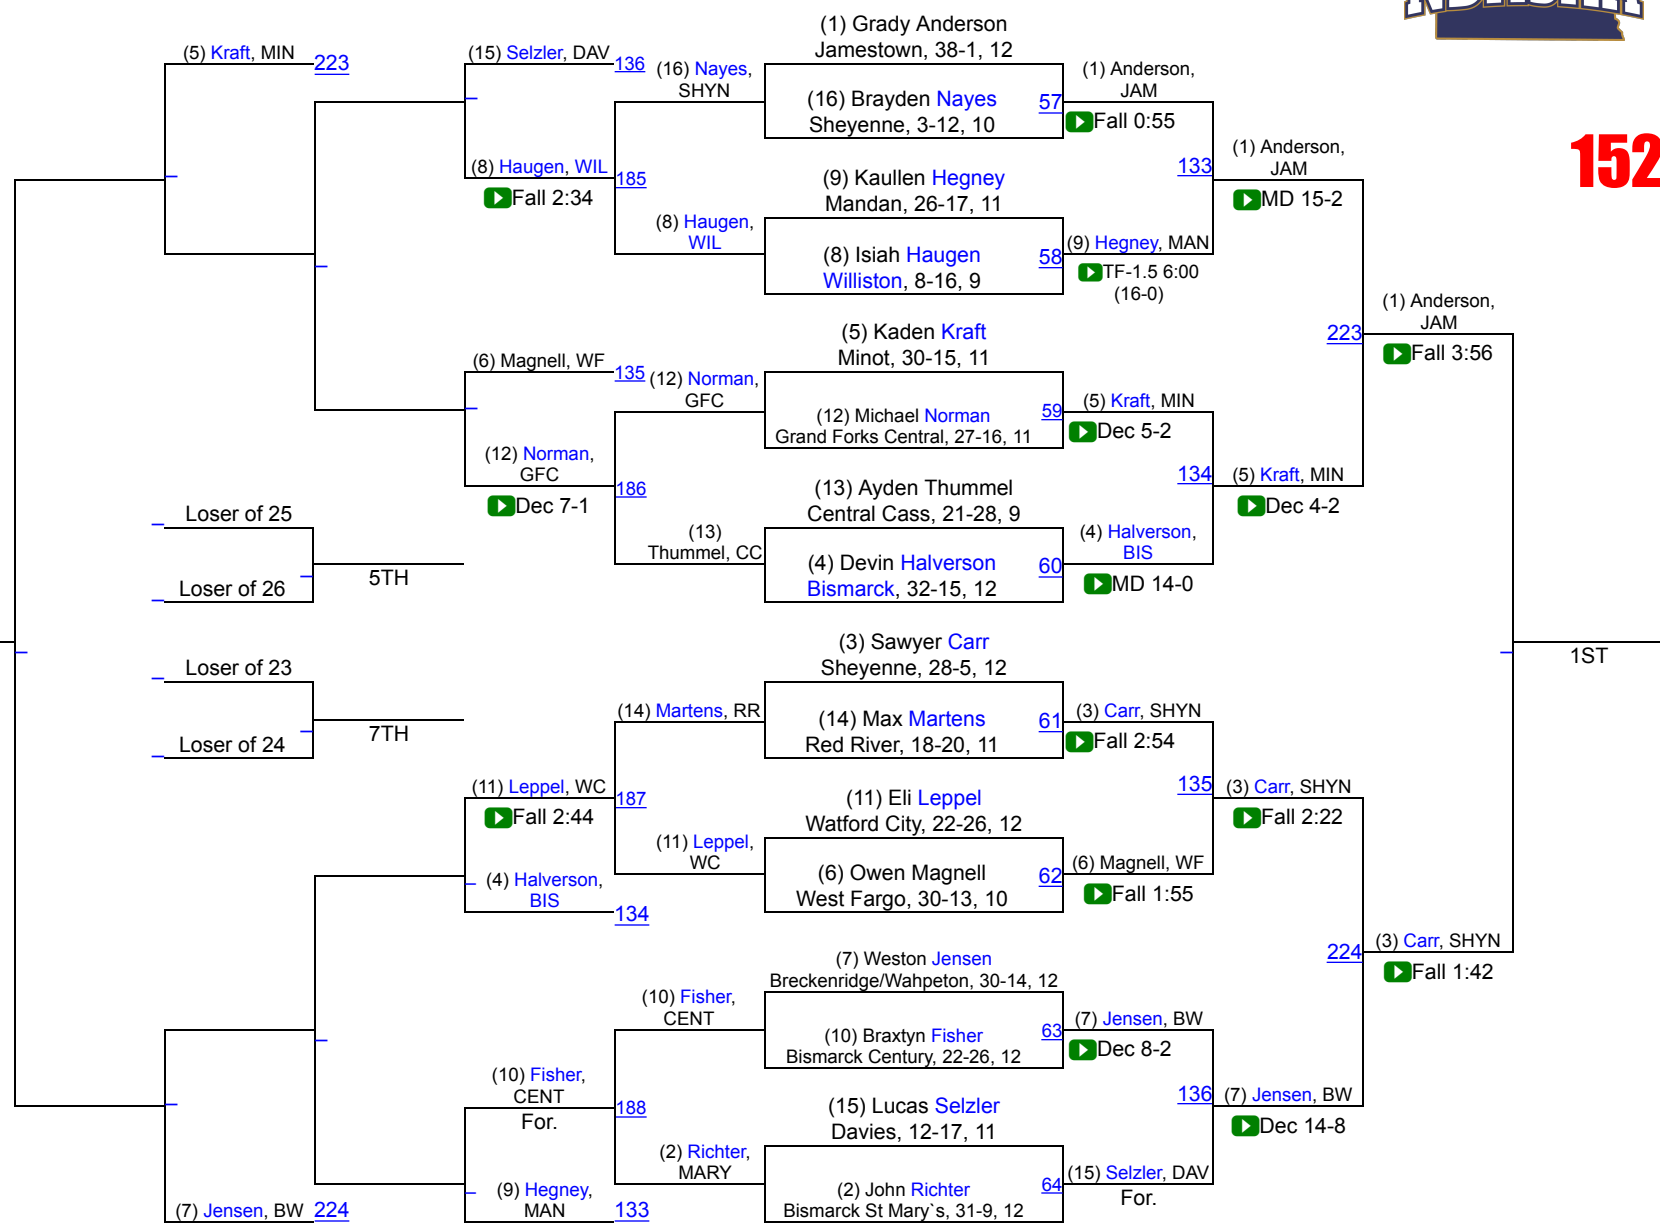 (5) Kraft, MIN
223
(15) Selzler, DAV
136
(8) Haugen, WIL
Fall 2:34
185
(16) Nayes,
SHYN
(8) Haugen,
WIL
(1) Grady Anderson
Jamestown, 38-1, 12
(16) Brayden Nayes
Sheyenne, 3-12, 10
57
(9) Kaullen Hegney
Mandan, 26-17, 11
(8) Isiah Haugen
Williston, 8-16, 9
58
(1) Anderson,
JAM
Fall 0:55
133
(9) Hegney, MAN
TF-1.5 6:00
(16-0)
(1) Anderson,
JAM
MD 15-2
152
(6) Magnell, WF
135
(12) Norman,
GFC
Dec 7-1
186
(12) Norman,
GFC
(13)
Thummel, CC
(5) Kaden Kraft
Minot, 30-15, 11
(12) Michael Norman
Grand Forks Central, 27-16, 11
59
(13) Ayden Thummel
Central Cass, 21-28, 9
(4) Devin Halverson
Bismarck, 32-15, 12
60
(5) Kraft, MIN
Dec 5-2
134
(4) Halverson,
BIS
MD 14-0
(5) Kraft, MIN
Dec 4-2
223
(1) Anderson,
JAM
Fall 3:56
Loser of 25
Loser of 26
5TH
Loser of 23
Loser of 24
7TH
1ST
(11) Leppel, WC
Fall 2:44
187
(4) Halverson,
BIS
134
(14) Martens, RR
(11) Leppel,
WC
(3) Sawyer Carr
Sheyenne, 28-5, 12
(14) Max Martens
Red River, 18-20, 11
61
(11) Eli Leppel
Watford City, 22-26, 12
(6) Owen Magnell
West Fargo, 30-13, 10
62
(3) Carr, SHYN
Fall 2:54
135
(6) Magnell, WF
Fall 1:55
(3) Carr, SHYN
Fall 2:22
224
(3) Carr, SHYN
Fall 1:42
(7) Jensen, BW
224
(10) Fisher,
CENT
For.
188
(9) Hegney,
MAN
133
(10) Fisher,
CENT
(2) Richter,
MARY
(7) Weston Jensen
Breckenridge/Wahpeton, 30-14, 12
(10) Braxtyn Fisher
Bismarck Century, 22-26, 12
63
(15) Lucas Selzler
Davies, 12-17, 11
(2) John Richter
Bismarck St Mary`s, 31-9, 12
64
(7) Jensen, BW
Dec 8-2
136
(15) Selzler, DAV
For.
(7) Jensen, BW
Dec 14-8